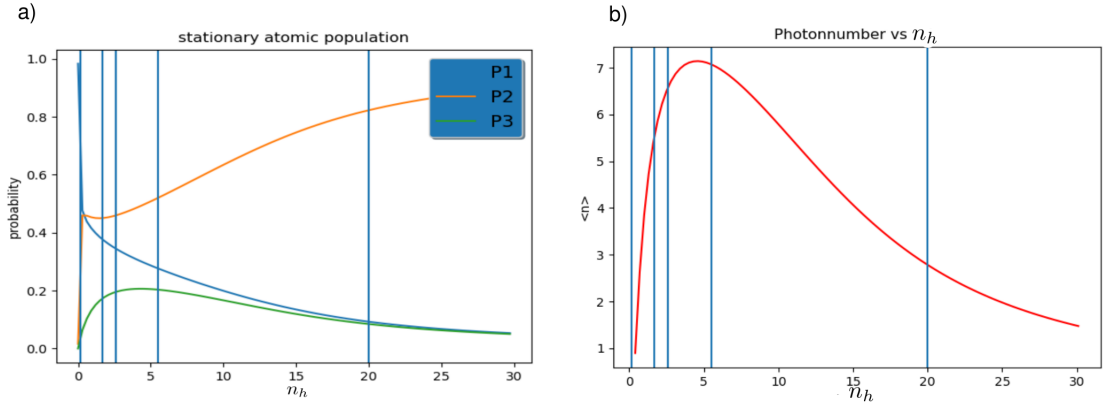 a)
stationary atomic population
probability
1.0
0.8
0.6
0.4
0.2
0.0
P1
P2
P3
0 5 10 15 20 25 30
n_h
b)
Photonnumber vs n_h
<n>
7
6
5
4
3
2
1
0 5 10 15 20 25 30
n_h